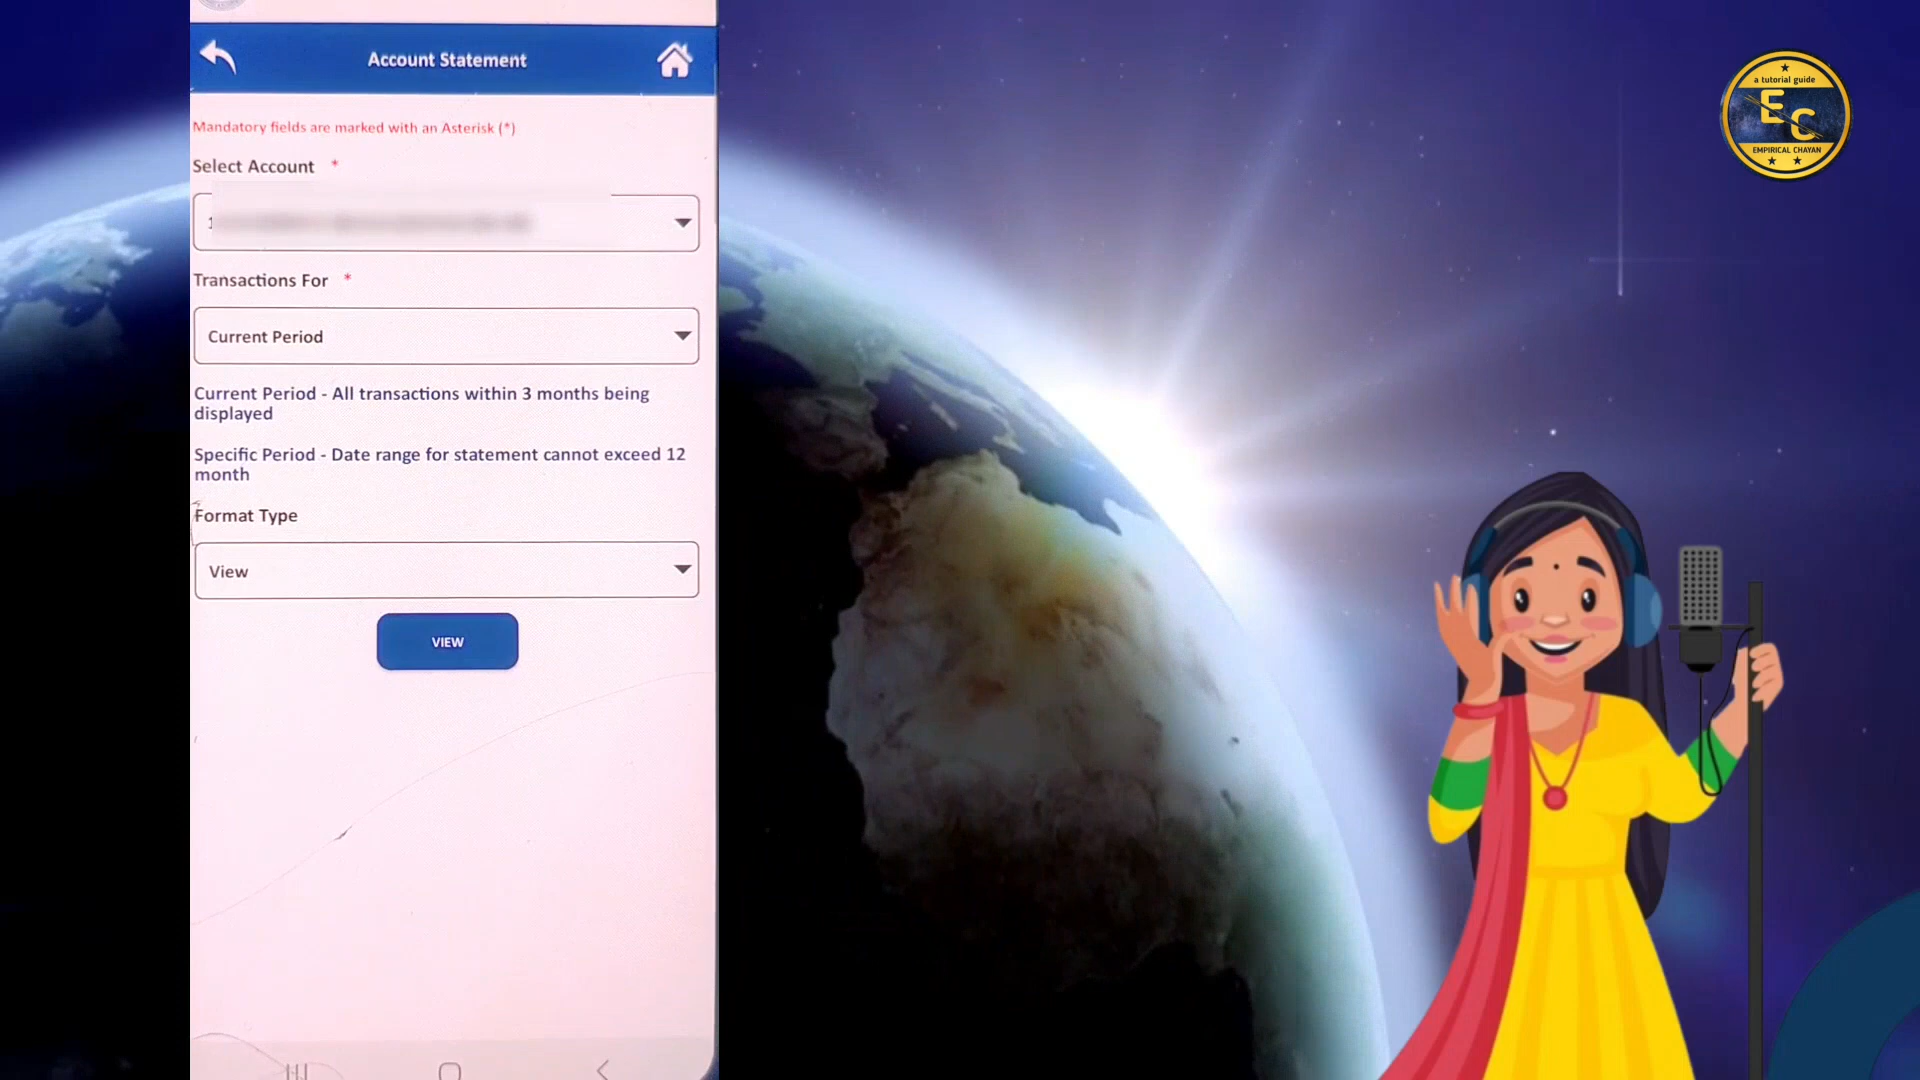 Account Statement
Mandatory fields are marked with an Asterisk (*)
Select Account *
Transactions For *
Current Period
Current Period - All transactions within 3 months being
displayed
Specific Period - Date range for statement cannot exceed 12
month
Format Type
View
VIEW
a tutorial guide
EC
EMPIRICAL CHAYAN